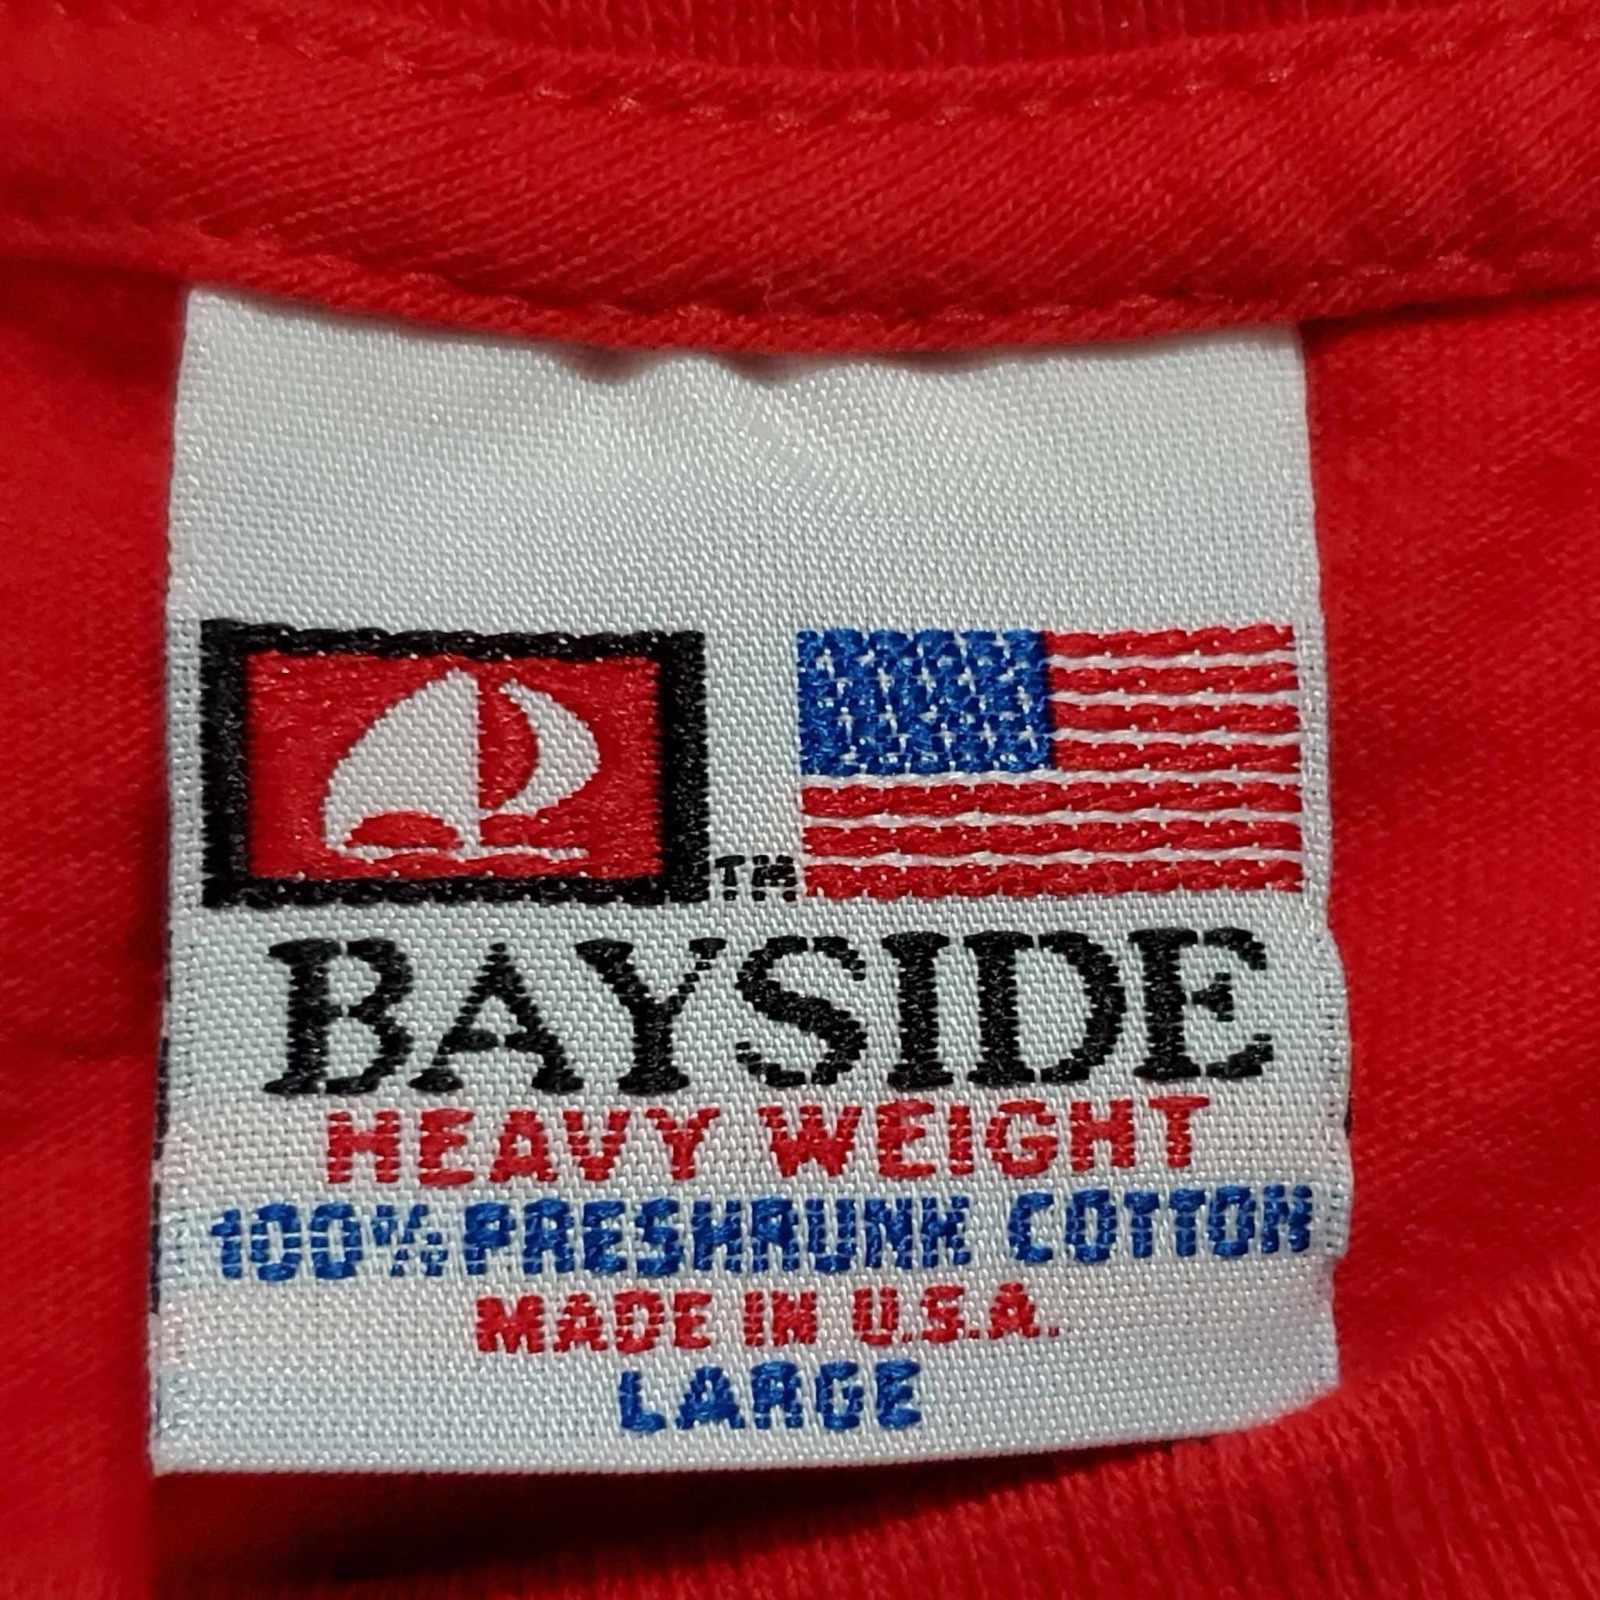 TM
BAYSIDE
HEAVY WEIGHT
100% PRESHRUNK COTTON
MADE IN U.S.A.
LARGE